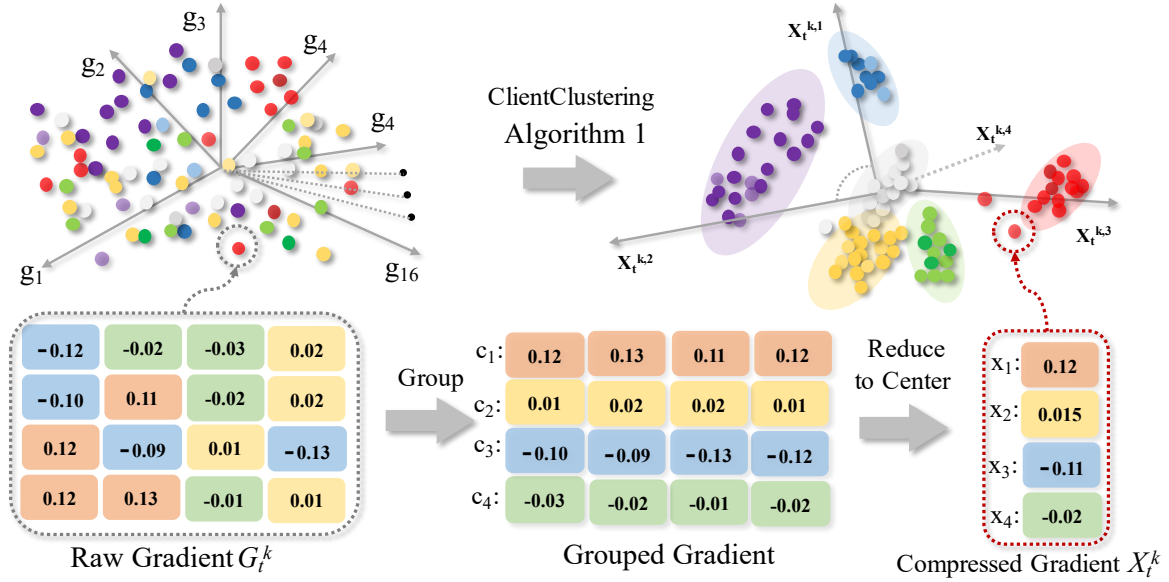 g3
g4
g2
g4
g1
g16
ClientClustering
Algorithm 1
Xt^k,1
Xt^k,4
Xt^k,2
Xt^k,3
-0.12 -0.02 -0.03 0.02
-0.10 0.11 -0.02 0.02
0.12 -0.09 0.01 -0.13
0.12 0.13 -0.01 0.01
Raw Gradient Gt^k
Group
c1: 0.12 0.13 0.11 0.12
c2: 0.01 0.02 0.02 0.01
c3: -0.10 -0.09 -0.13 -0.12
c4: -0.03 -0.02 -0.01 -0.02
Grouped Gradient
Reduce
to Center
x1: 0.12
x2: 0.015
x3: -0.11
x4: -0.02
Compressed Gradient Xt^k